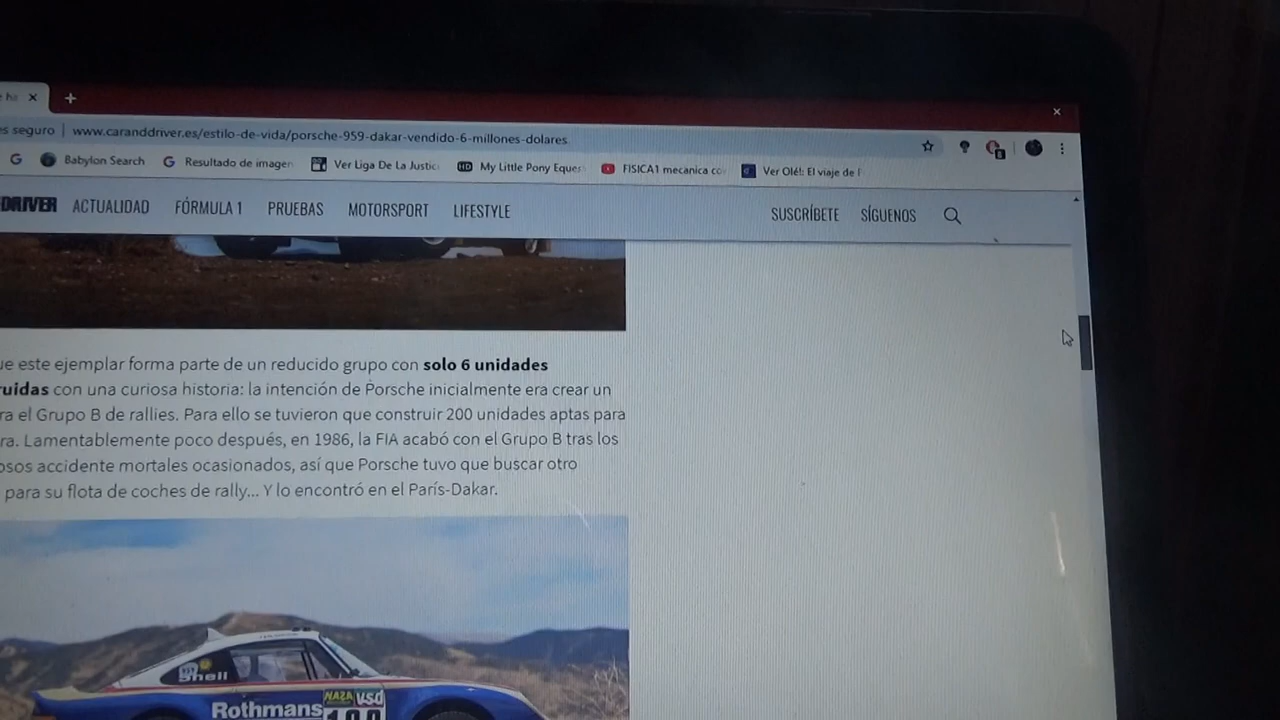 es seguro | www.caranddriver.es/estilo-de-vida/porsche-959-dakar-vendido-6-millones-dolares
Babylon Search Resultado de imagen Ver Liga De La Justic HD My Little Pony Eques FISICA1 mecanica co Ver Olé!: El viaje de F
DRIVER ACTUALIDAD FÓRMULA 1 PRUEBAS MOTORSPORT LIFESTYLE SUSCRÍBETE SÍGUENOS
ue este ejemplar forma parte de un reducido grupo con solo 6 unidades
ruidas con una curiosa historia: la intención de Porsche inicialmente era crear un
ra el Grupo B de rallies. Para ello se tuvieron que construir 200 unidades aptas para
ra. Lamentablemente poco después, en 1986, la FIA acabó con el Grupo B tras los
osos accidente mortales ocasionados, así que Porsche tuvo que buscar otro
para su flota de coches de rally... Y lo encontró en el París-Dakar.
Shell
Rothmans
VSD